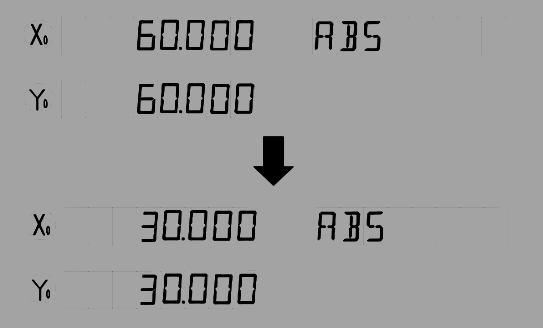 X₀ 60.000 ABS
Y₀ 60.000
X₀ 30.000 ABS
Y₀ 30.000